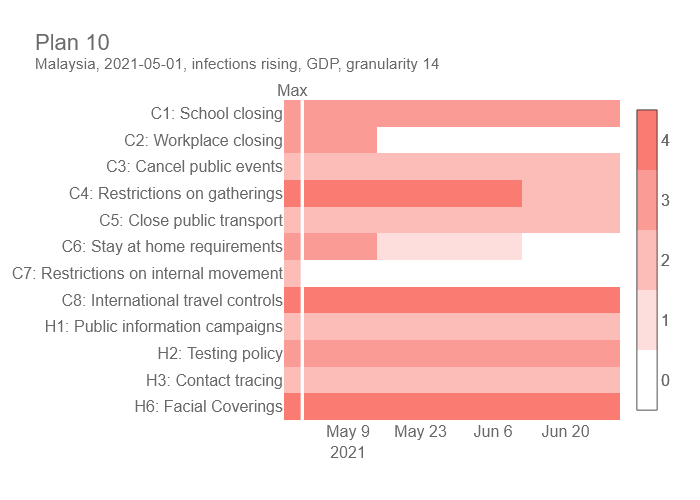 Plan 10
Malaysia, 2021-05-01, infections rising, GDP, granularity 14
Max
C1: School closing
C2: Workplace closing
C3: Cancel public events
C4: Restrictions on gatherings
C5: Close public transport
C6: Stay at home requirements
C7: Restrictions on internal movement
C8: International travel controls
H1: Public information campaigns
H2: Testing policy
H3: Contact tracing
H6: Facial Coverings
May 9 May 23 Jun 6 Jun 20
2021
4
3
2
1
0